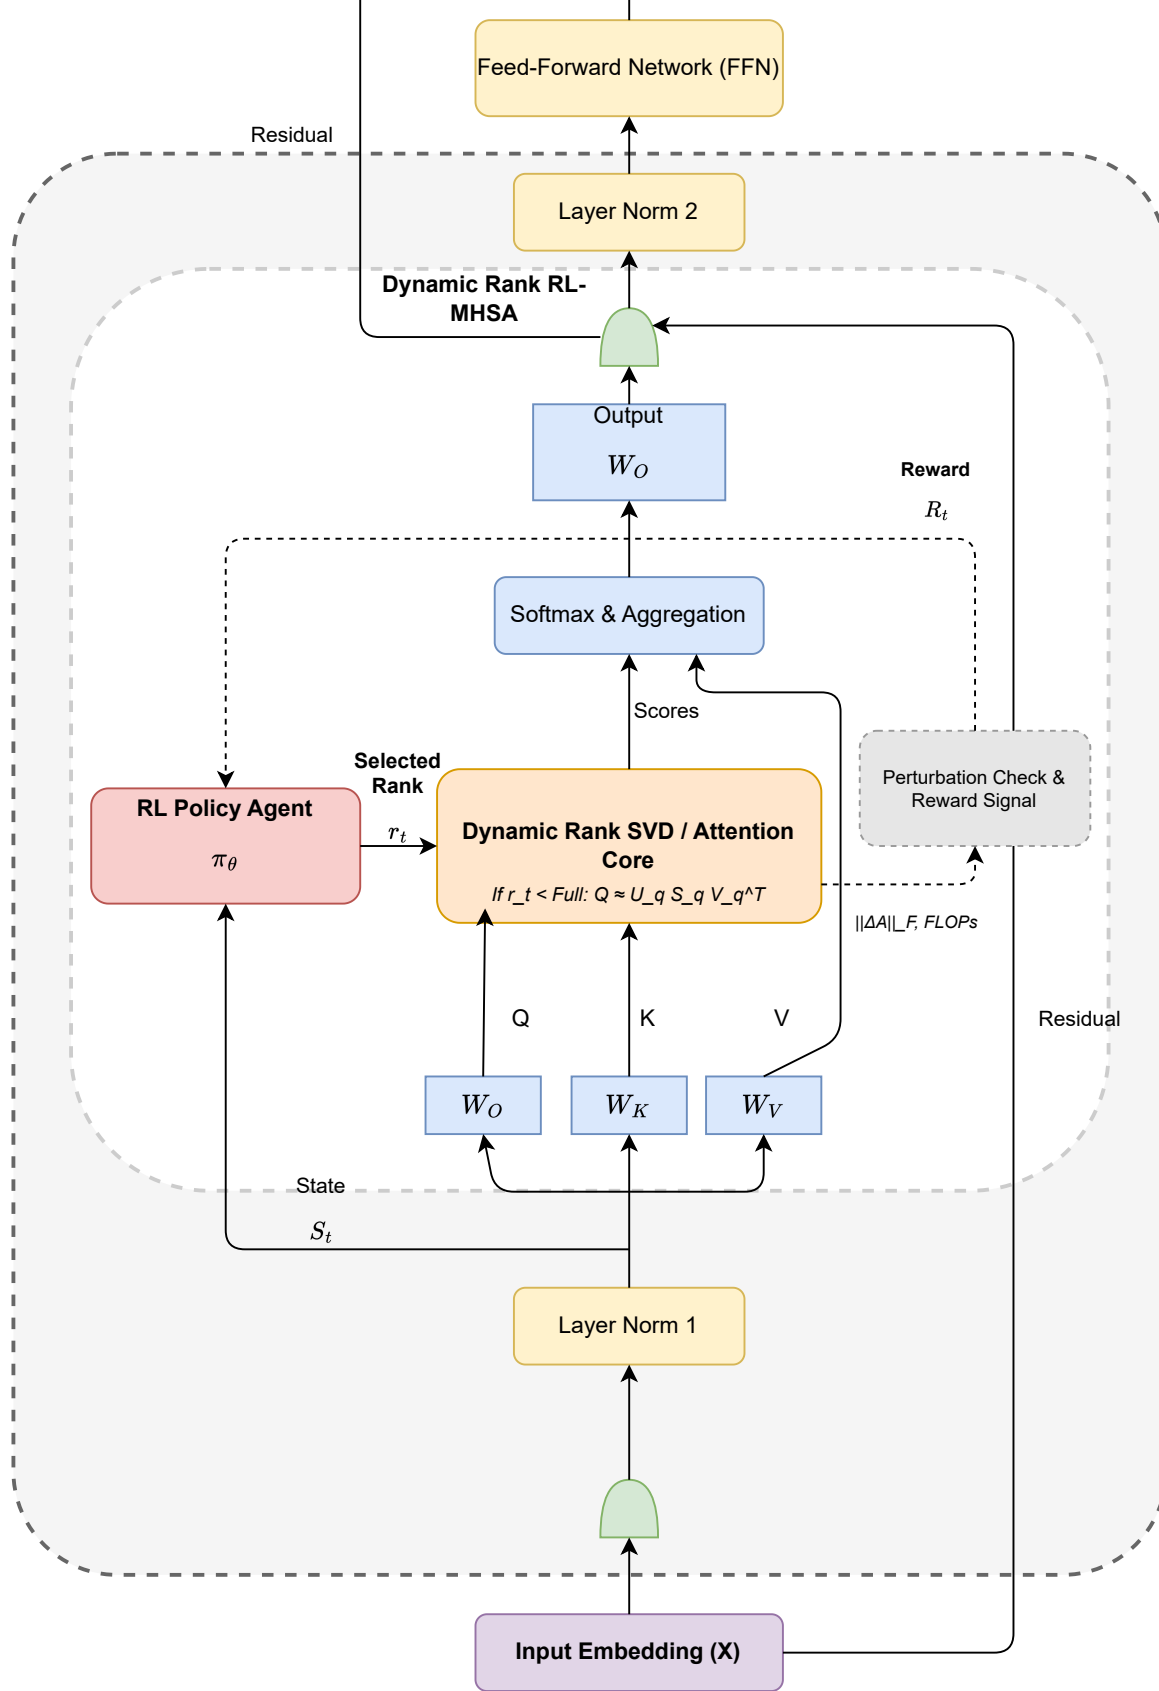 Feed-Forward Network (FFN)
Residual
Layer Norm 2
Dynamic Rank RL-
MHSA
Output
W_O
Reward
R_t
Softmax & Aggregation
Scores
Selected
Rank
r_t
RL Policy Agent
π_θ
Dynamic Rank SVD / Attention
Core
If r_t < Full: Q ≈ U_q S_q V_q^T
Perturbation Check &
Reward Signal
||ΔA||_F, FLOPs
Q
K
V
Residual
W_O
W_K
W_V
State
S_t
Layer Norm 1
Input Embedding (X)